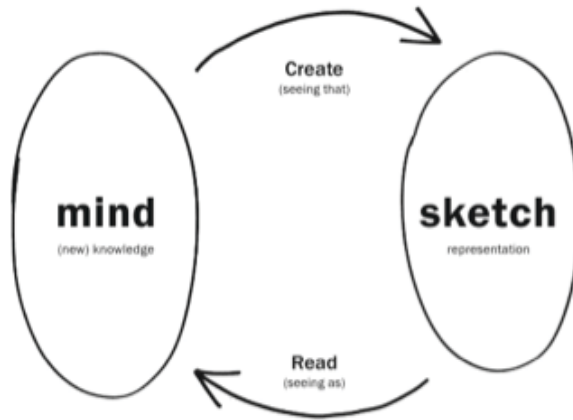 Create
(seeing that)
mind
(new) knowledge
sketch
representation
Read
(seeing as)